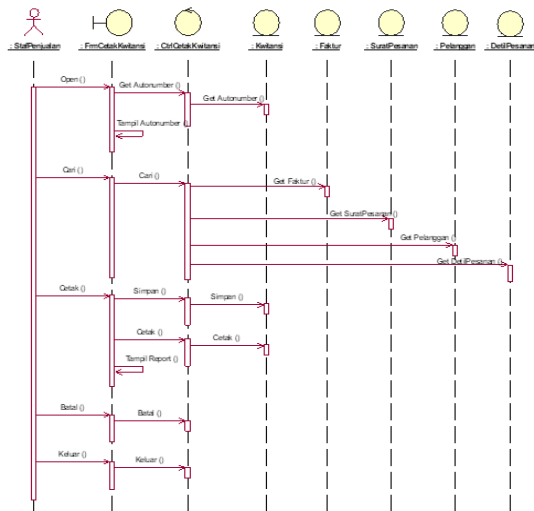 : StafPenjualan : FrmCetakKwitansi : CtrlCetakKwitansi : Kwitansi : Faktur : SuratPesanan : Pelanggan : DetilPesanan
Open ()
Get Autonumber ()
Get Autonumber ()
Tampil Autonumber ()
Cari ()
Cari ()
Get Faktur ()
Get SuratPesanan ()
Get Pelanggan ()
Get DetilPesanan ()
Cetak ()
Simpan ()
Simpan ()
Cetak ()
Cetak ()
Tampil Report ()
Batal ()
Batal ()
Keluar ()
Keluar ()